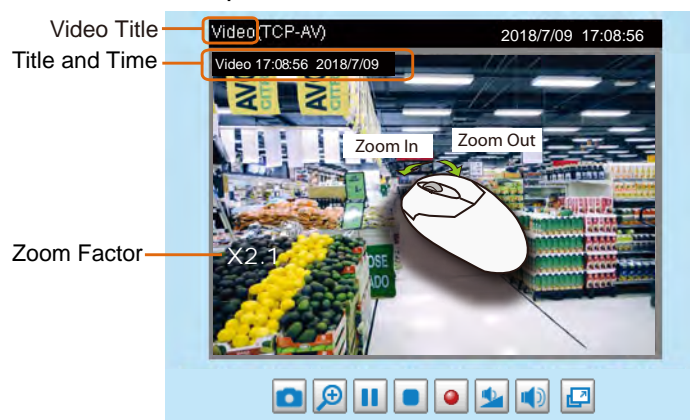 Video Title
Video(TCP-AV) 2018/7/09 17:08:56
Title and Time
Video 17:08:56 2018/7/09
Zoom In
Zoom Out
Zoom Factor
X2.1